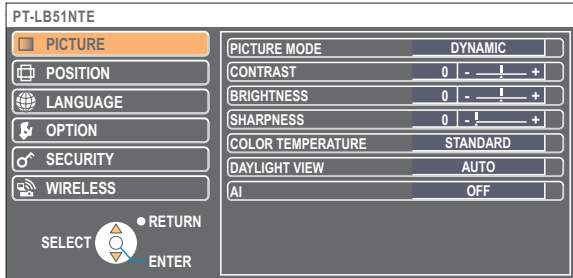 PT-LB51NTE
PICTURE
POSITION
LANGUAGE
OPTION
SECURITY
WIRELESS
RETURN
SELECT
ENTER
PICTURE MODE DYNAMIC
CONTRAST 0 - +
BRIGHTNESS 0 - +
SHARPNESS 0 - +
COLOR TEMPERATURE STANDARD
DAYLIGHT VIEW AUTO
AI OFF